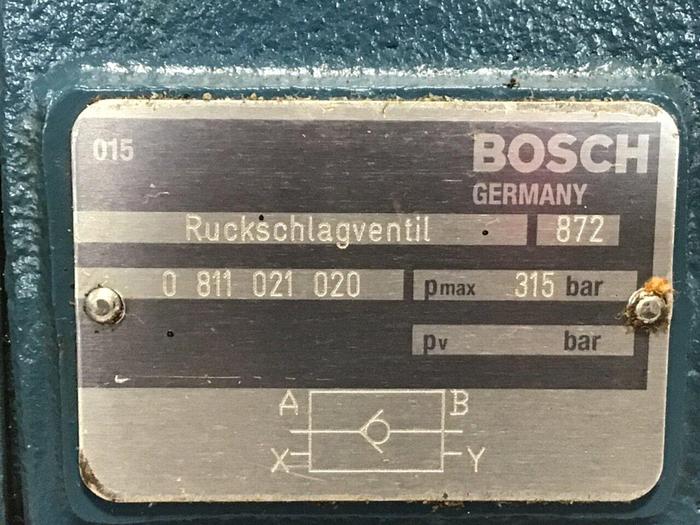 015
BOSCH
GERMANY
Ruckschlagventil 872
0 811 021 020 pmax 315 bar
pv bar
A B
X Y